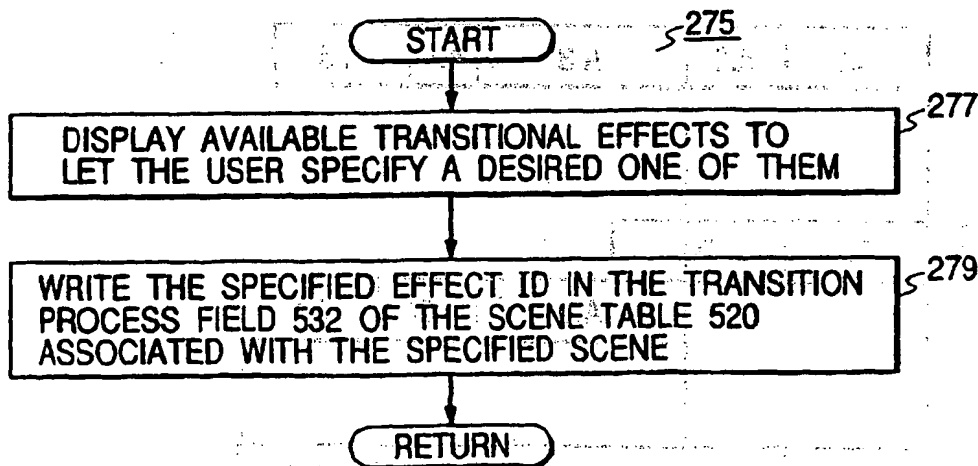 START
275
277
DISPLAY AVAILABLE TRANSITIONAL EFFECTS TO
LET THE USER SPECIFY A DESIRED ONE OF THEM
279
WRITE THE SPECIFIED EFFECT ID IN THE TRANSITION
PROCESS FIELD 532 OF THE SCENE TABLE 520
ASSOCIATED WITH THE SPECIFIED SCENE
RETURN